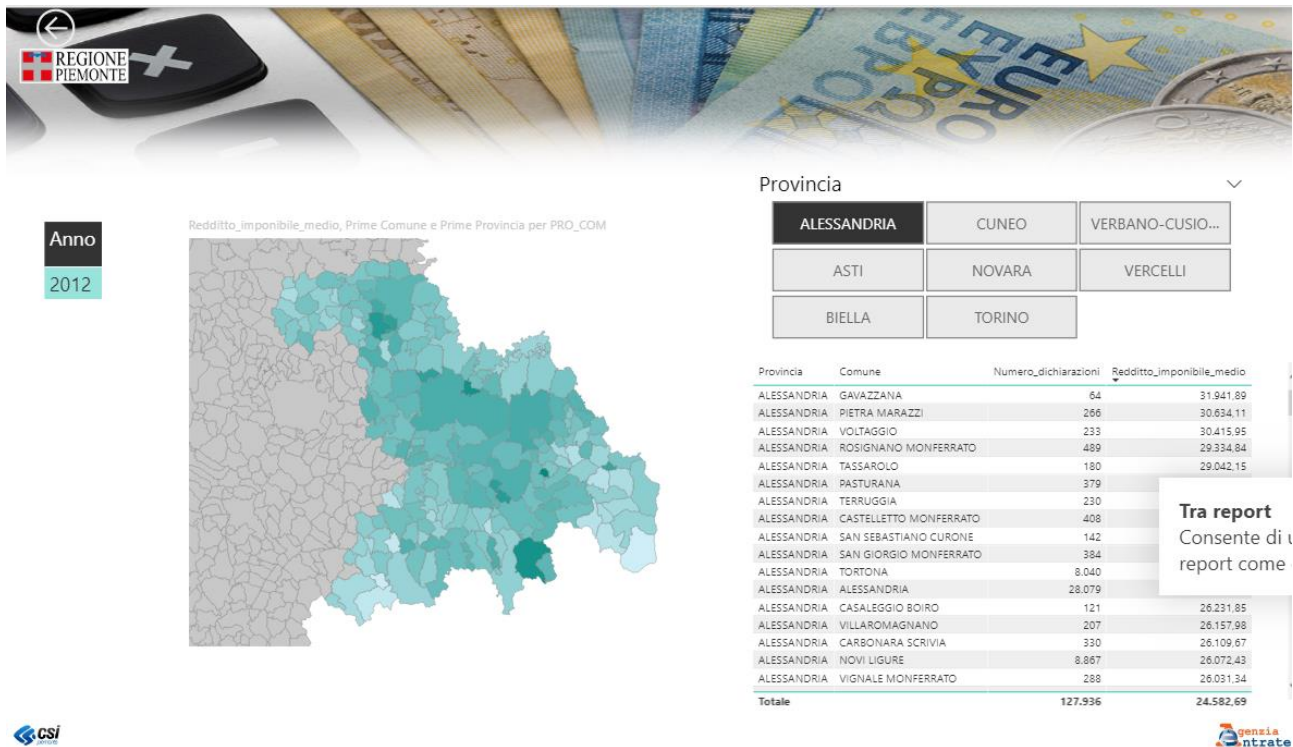 REGIONE
PIEMONTE
EURO
ΕΥΡΩ
ЕВРО
Provincia
ALESSANDRIA CUNEO VERBANO-CUSIO...
ASTI NOVARA VERCELLI
BIELLA TORINO
Anno
2012
Redditto_imponibile_medio, Prime Comune e Prime Provincia per PRO_COM
Provincia Comune Numero_dichiarazioni Redditto_imponibile_medio
ALESSANDRIA GAVAZZANA 64 31.941,89
ALESSANDRIA PIETRA MARAZZI 266 30.634,11
ALESSANDRIA VOLTAGGIO 233 30.415,95
ALESSANDRIA ROSIGNANO MONFERRATO 489 29.334,84
ALESSANDRIA TASSAROLO 180 29.042,15
ALESSANDRIA PASTURANA 379
ALESSANDRIA TERRUGGIA 230
ALESSANDRIA CASTELLETTO MONFERRATO 408
ALESSANDRIA SAN SEBASTIANO CURONE 142
ALESSANDRIA SAN GIORGIO MONFERRATO 384
ALESSANDRIA TORTONA 8.040
ALESSANDRIA ALESSANDRIA 28.079
ALESSANDRIA CASALEGGIO BOIRO 121 26.231,85
ALESSANDRIA VILLAROMAGNANO 207 26.157,98
ALESSANDRIA CARBONARA SCRIVIA 330 26.109,67
ALESSANDRIA NOVI LIGURE 8.867 26.072,43
ALESSANDRIA VIGNALE MONFERRATO 288 26.031,34
Totale 127.936 24.582,69
Tra report
Consente di u
report come
csi
piemonte
genzia
ntrate